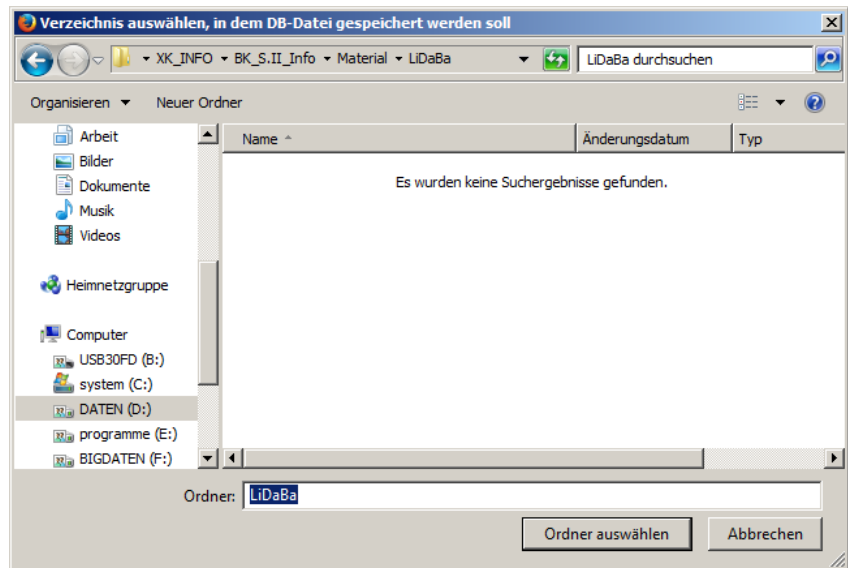 Verzeichnis auswählen, in dem DB-Datei gespeichert werden soll
XK_INFO BK_S.II_Info Material LiDaBa
LiDaBa durchsuchen
Organisieren Neuer Ordner
Name Änderungsdatum Typ
Es wurden keine Suchergebnisse gefunden.
Arbeit
Bilder
Dokumente
Musik
Videos
Heimnetzgruppe
Computer
USB30FD (B:)
system (C:)
DATEN (D:)
programme (E:)
BIGDATEN (F:)
Ordner: LiDaBa
Ordner auswählen Abbrechen